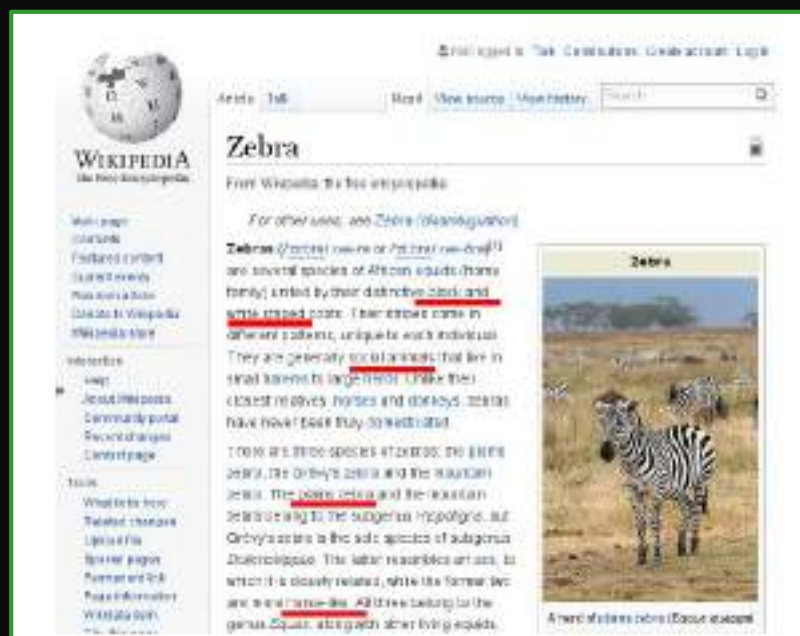 Not logged in Talk Contributions Create account Log in
Article Talk Read View source View history Search
WIKIPEDIA
The Free Encyclopedia
Zebra
From Wikipedia, the free encyclopedia
For other uses, see Zebra (disambiguation).
Main page
Contents
Featured content
Current events
Random article
Donate to Wikipedia
Wikipedia store
Interaction
Help
About Wikipedia
Community portal
Recent changes
Contact page
Tools
What links here
Related changes
Upload file
Special pages
Permanent link
Page information
Wikidata item
Zebras
are several species of African equids (horse
family) united by their distinctive black and
white striped coats. Their stripes come in
different patterns, unique to each individual.
They are generally social animals that live in
small harems to large herds. Unlike their
closest relatives, horses and donkeys, zebras
have never been truly domesticated.
There are three species of zebras: the plains
zebra, the Grévy's zebra and the mountain
zebra. The plains zebra and the mountain
zebra belong to the subgenus Hippotigris, but
Grévy's zebra is the sole species of subgenus
Dolichohippus. The latter resembles an ass, to
which it is closely related, while the former two
are more horse-like. All three belong to the
genus Equus, along with other living equids.
Zebra
A herd of plains zebra (Equus quagga)